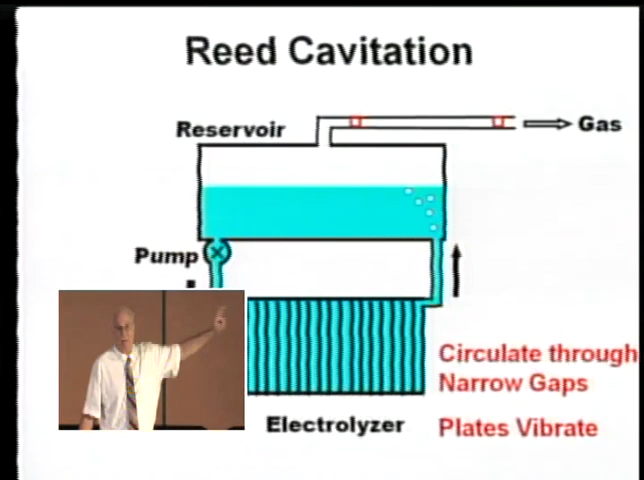 Reed Cavitation
Reservoir
Gas
Pump
Circulate through
Narrow Gaps
Electrolyzer
Plates Vibrate